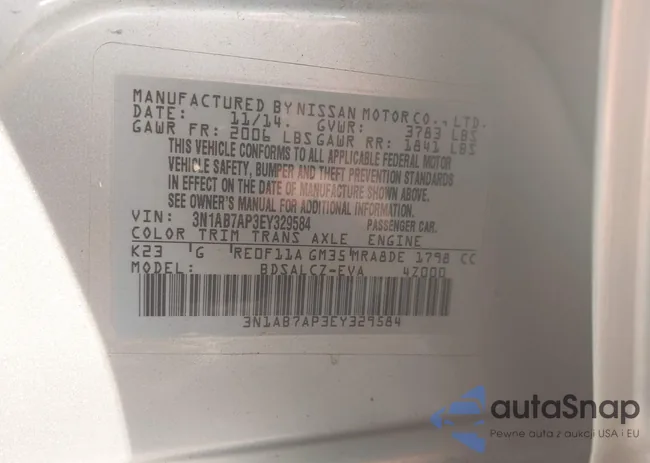 MANUFACTURED BY NISSAN MOTOR CO., LTD.
DATE: 11/14. GVWR: 3783 LBS
GAWR FR: 2006 LBS GAWR RR: 1841 LBS
THIS VEHICLE CONFORMS TO ALL APPLICABLE FEDERAL MOTOR
VEHICLE SAFETY, BUMPER AND THEFT PREVENTION STANDARDS
IN EFFECT ON THE DATE OF MANUFACTURE SHOWN ABOVE.
SEE OWNER'S MANUAL FOR ADDITIONAL INFORMATION.
VIN: 3N1AB7AP3EY329584 PASSENGER CAR.
COLOR TRIM TRANS AXLE ENGINE
K23 G RE0F11A GM35 MRA8DE 1798 CC
MODEL: BDSALCZ-EVA 4Z000
3N1AB7AP3EY329584
autaSnap
Pewne auta z aukcji USA i EU